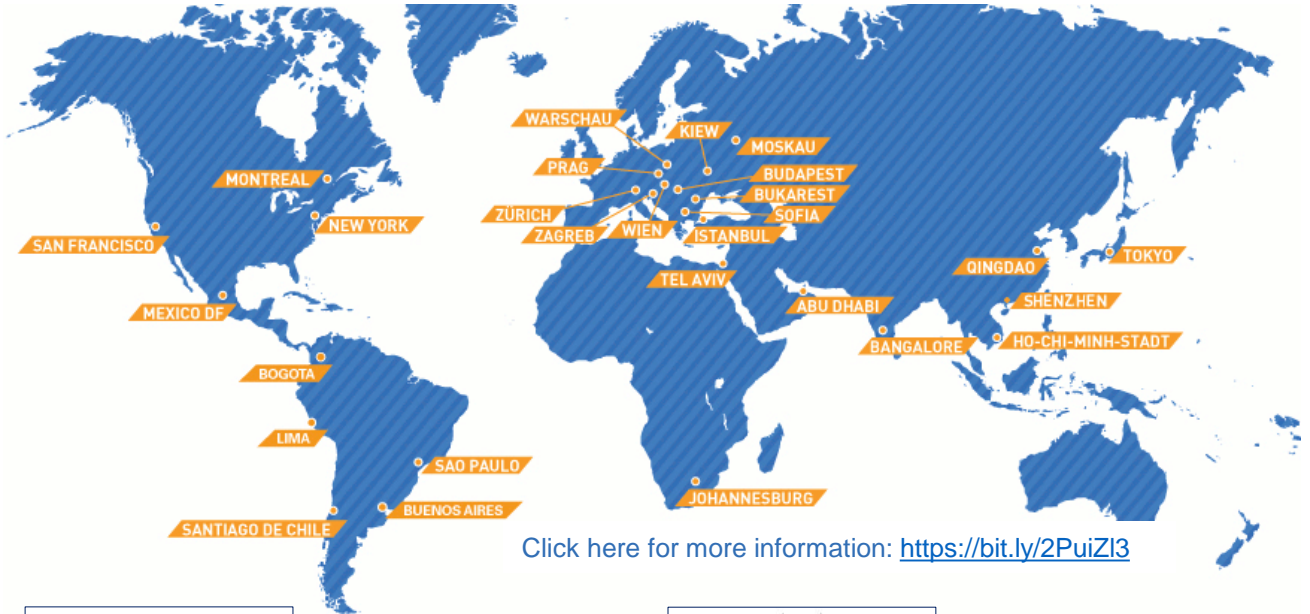 WARSCHAU
KIEW
MOSKAU
PRAG
BUDAPEST
MONTREAL
BUKAREST
ZÜRICH
SOFIA
NEW YORK
ZAGREB
WIEN
ISTANBUL
SAN FRANCISCO
TOKYO
QINGDAO
TEL AVIV
SHENZHEN
ABU DHABI
MEXICO DF
HO-CHI-MINH-STADT
BANGALORE
BOGOTA
LIMA
SAO PAULO
JOHANNESBURG
BUENOS AIRES
SANTIAGO DE CHILE
Click here for more information: https://bit.ly/2PuiZl3